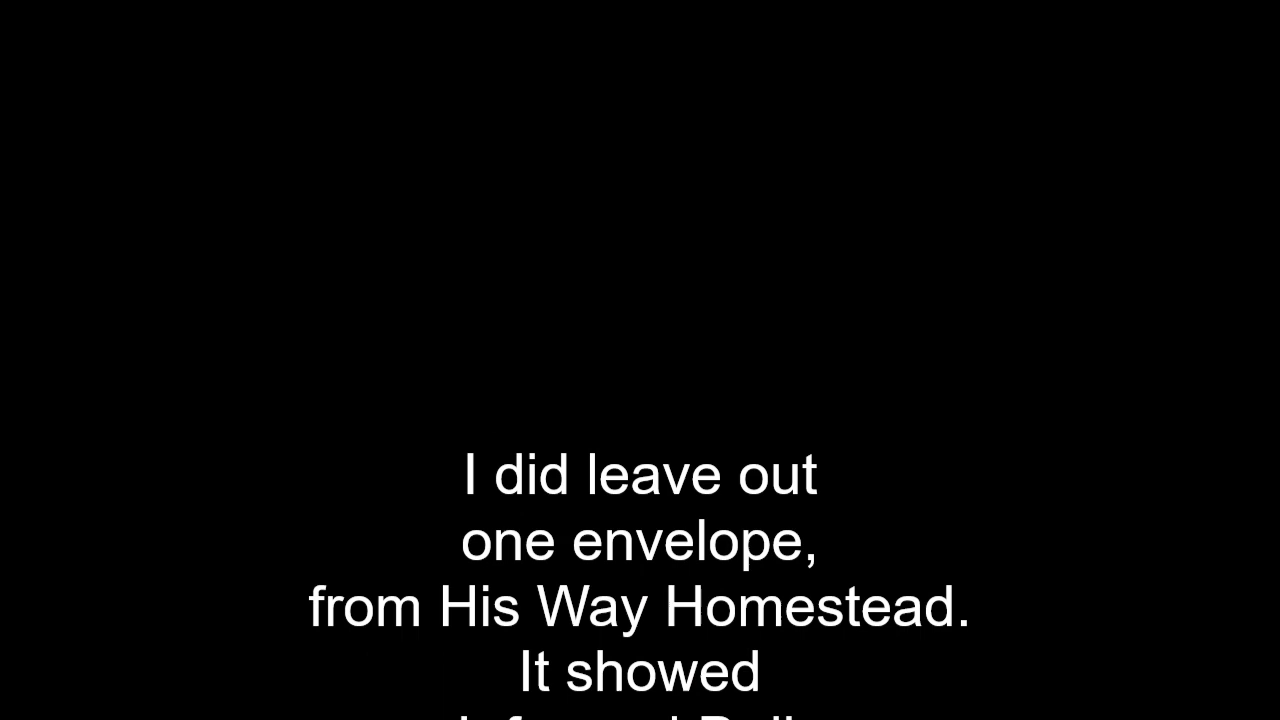 I did leave out
one envelope,
from His Way Homestead.
It showed